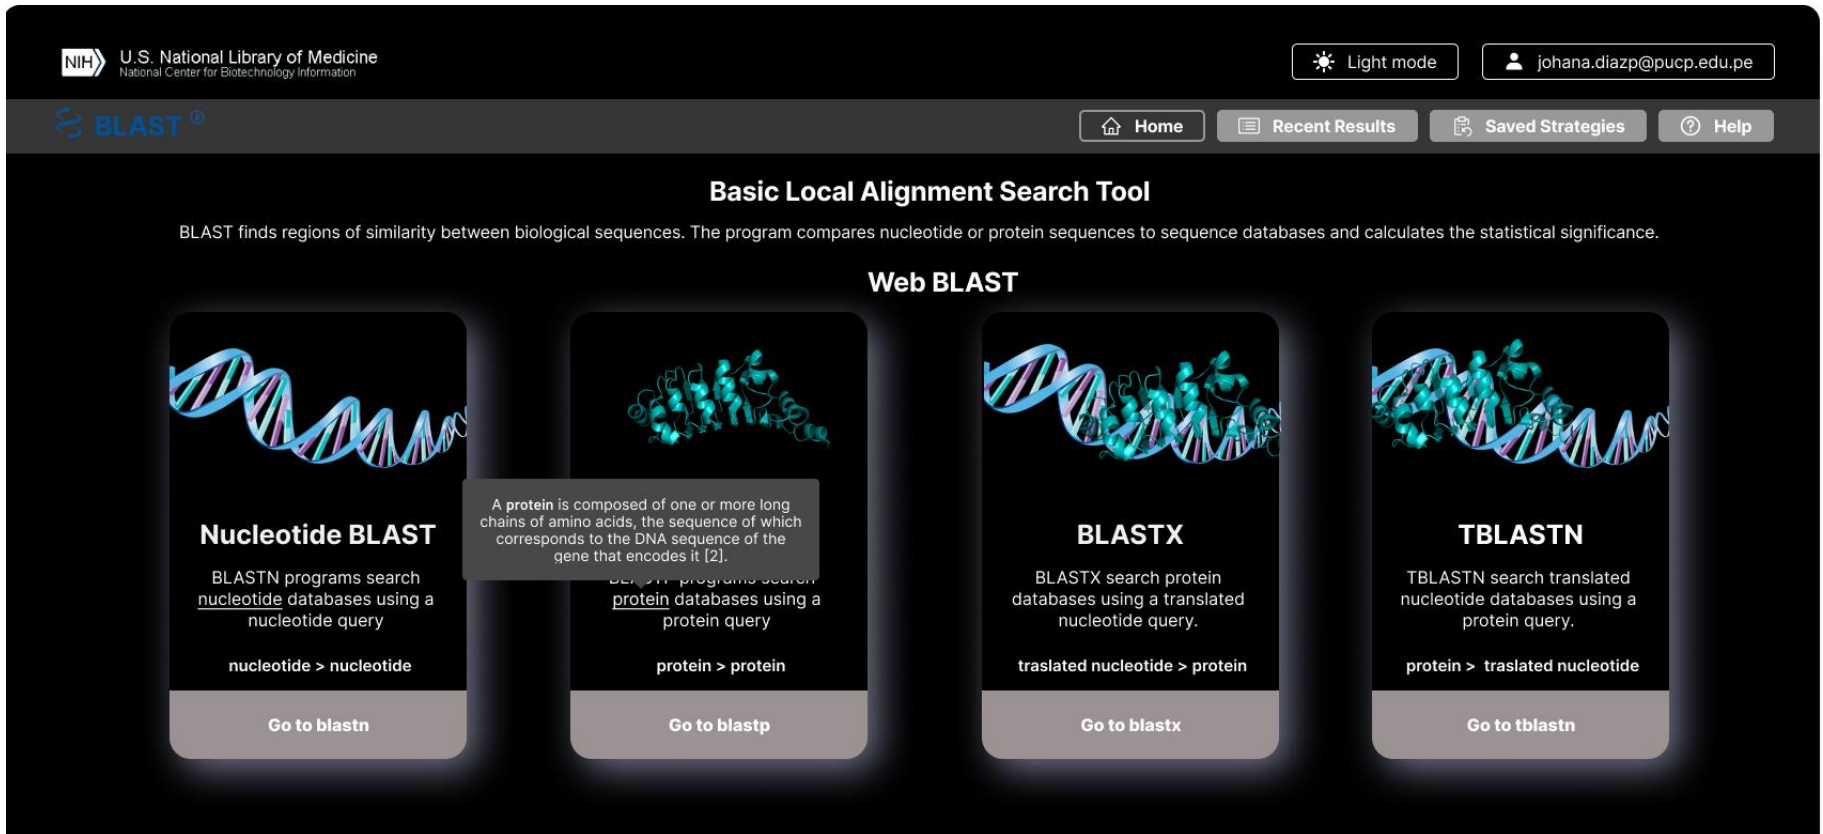 NIH
U.S. National Library of Medicine
National Center for Biotechnology Information
Light mode
johana.diazp@pucp.edu.pe
BLAST ®
Home
Recent Results
Saved Strategies
Help
Basic Local Alignment Search Tool
BLAST finds regions of similarity between biological sequences. The program compares nucleotide or protein sequences to sequence databases and calculates the statistical significance.
Web BLAST
Nucleotide BLAST
BLASTN programs search
nucleotide databases using a
nucleotide query
nucleotide > nucleotide
Go to blastn
A protein is composed of one or more long
chains of amino acids, the sequence of which
corresponds to the DNA sequence of the
gene that encodes it [2].
programs search
protein databases using a
protein query
protein > protein
Go to blastp
BLASTX
BLASTX search protein
databases using a translated
nucleotide query.
traslated nucleotide > protein
Go to blastx
TBLASTN
TBLASTN search translated
nucleotide databases using a
protein query.
protein > traslated nucleotide
Go to tblastn